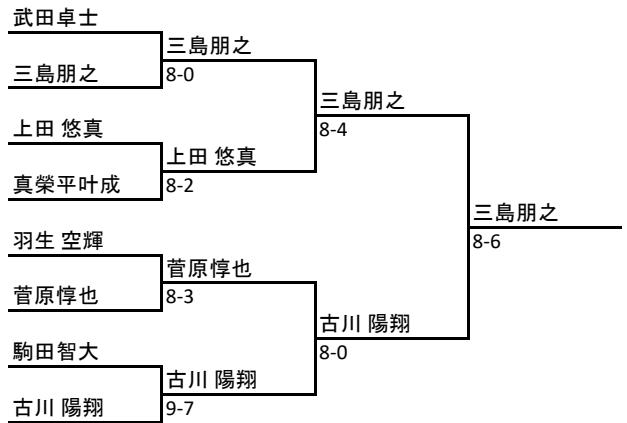 武田卓士
三島朋之
8-0
三島朋之
三島朋之
8-4
上田 悠真
上田 悠真
8-2
真榮平叶成
三島朋之
8-6
羽生 空輝
菅原惇也
8-3
菅原惇也
古川 陽翔
8-0
駒田智大
古川 陽翔
9-7
古川 陽翔